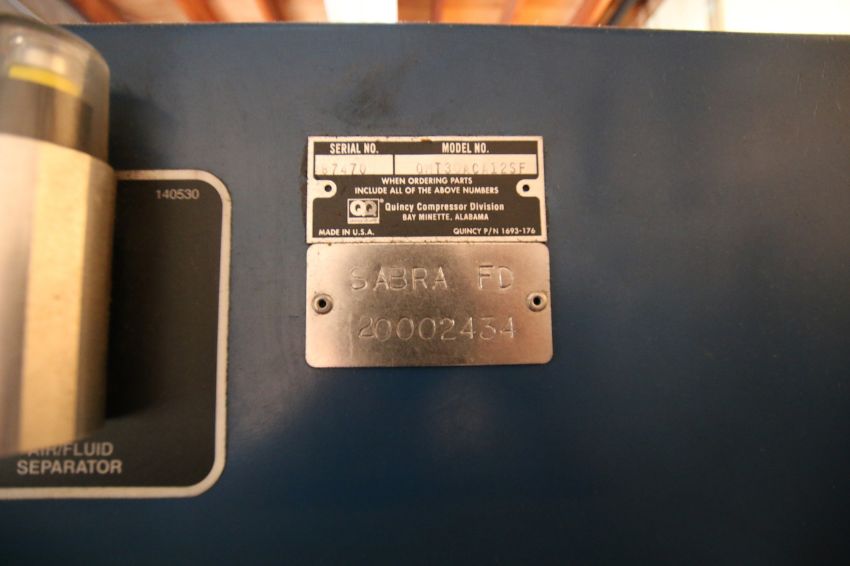 SERIAL NO. MODEL NO.
87470
WHEN ORDERING PARTS
INCLUDE ALL OF THE ABOVE NUMBERS
Quincy Compressor Division
BAY MINETTE, ALABAMA
MADE IN U.S.A. QUINCY P/N 1693-176
SABRA FD
20002434
140530
AIR/FLUID
SEPARATOR